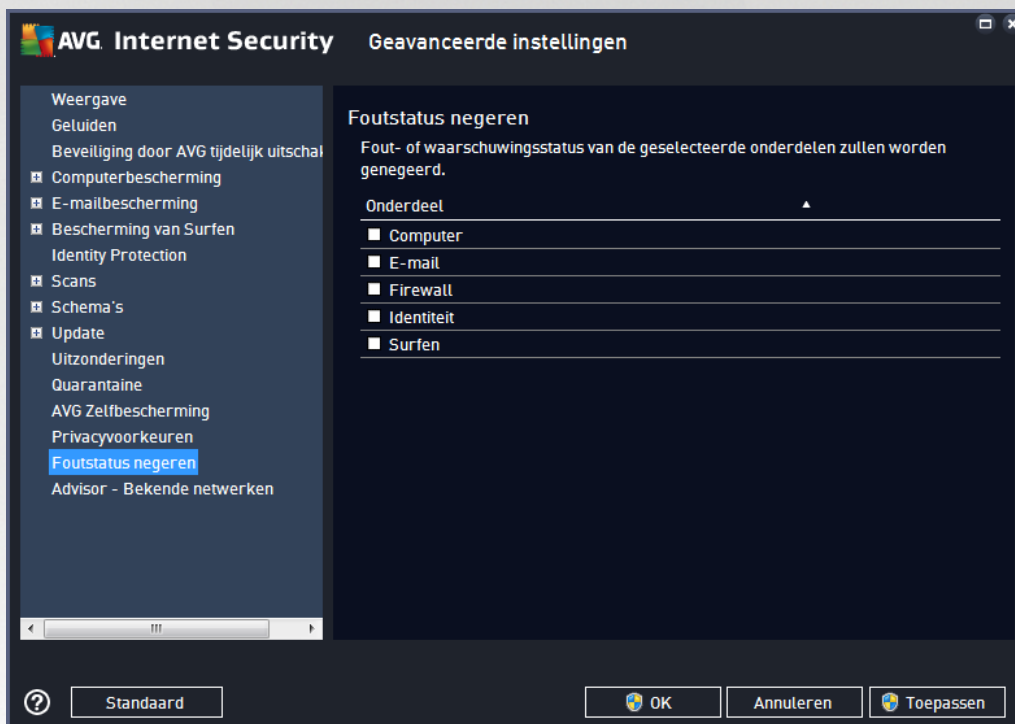 AVG. Internet Security Geavanceerde instellingen
Weergave
Geluiden
Beveiliging door AVG tijdelijk uitschak
Computerbescherming
E-mailbescherming
Bescherming van Surfen
Identity Protection
Scans
Schema's
Update
Uitzonderingen
Quarantaine
AVG Zelfbescherming
Privacyvoorkeuren
Foutstatus negeren
Advisor - Bekende netwerken
Foutstatus negeren
Fout- of waarschuwingsstatus van de geselecteerde onderdelen zullen worden
genegeerd.
Onderdeel
Computer
E-mail
Firewall
Identiteit
Surfen
Standaard
OK
Annuleren
Toepassen